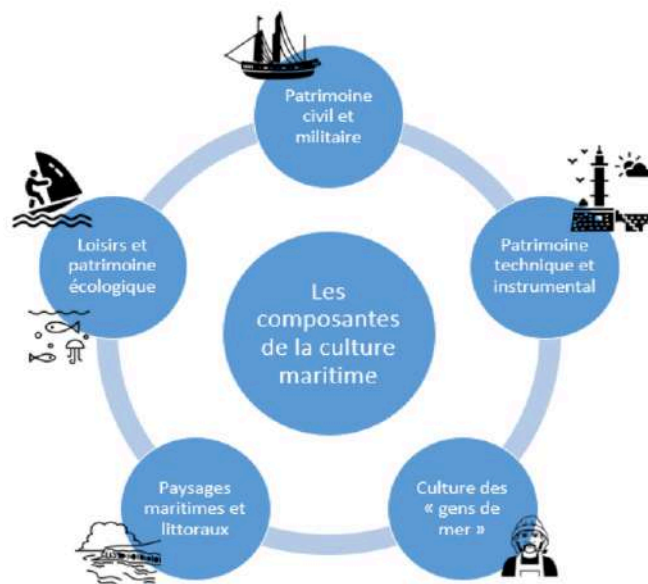 Patrimoine
civil et
militaire
Patrimoine
technique et
instrumental
Culture des
« gens de
mer »
Paysages
maritimes et
littoraux
Loisirs et
patrimoine
écologique
Les
composantes
de la culture
maritime